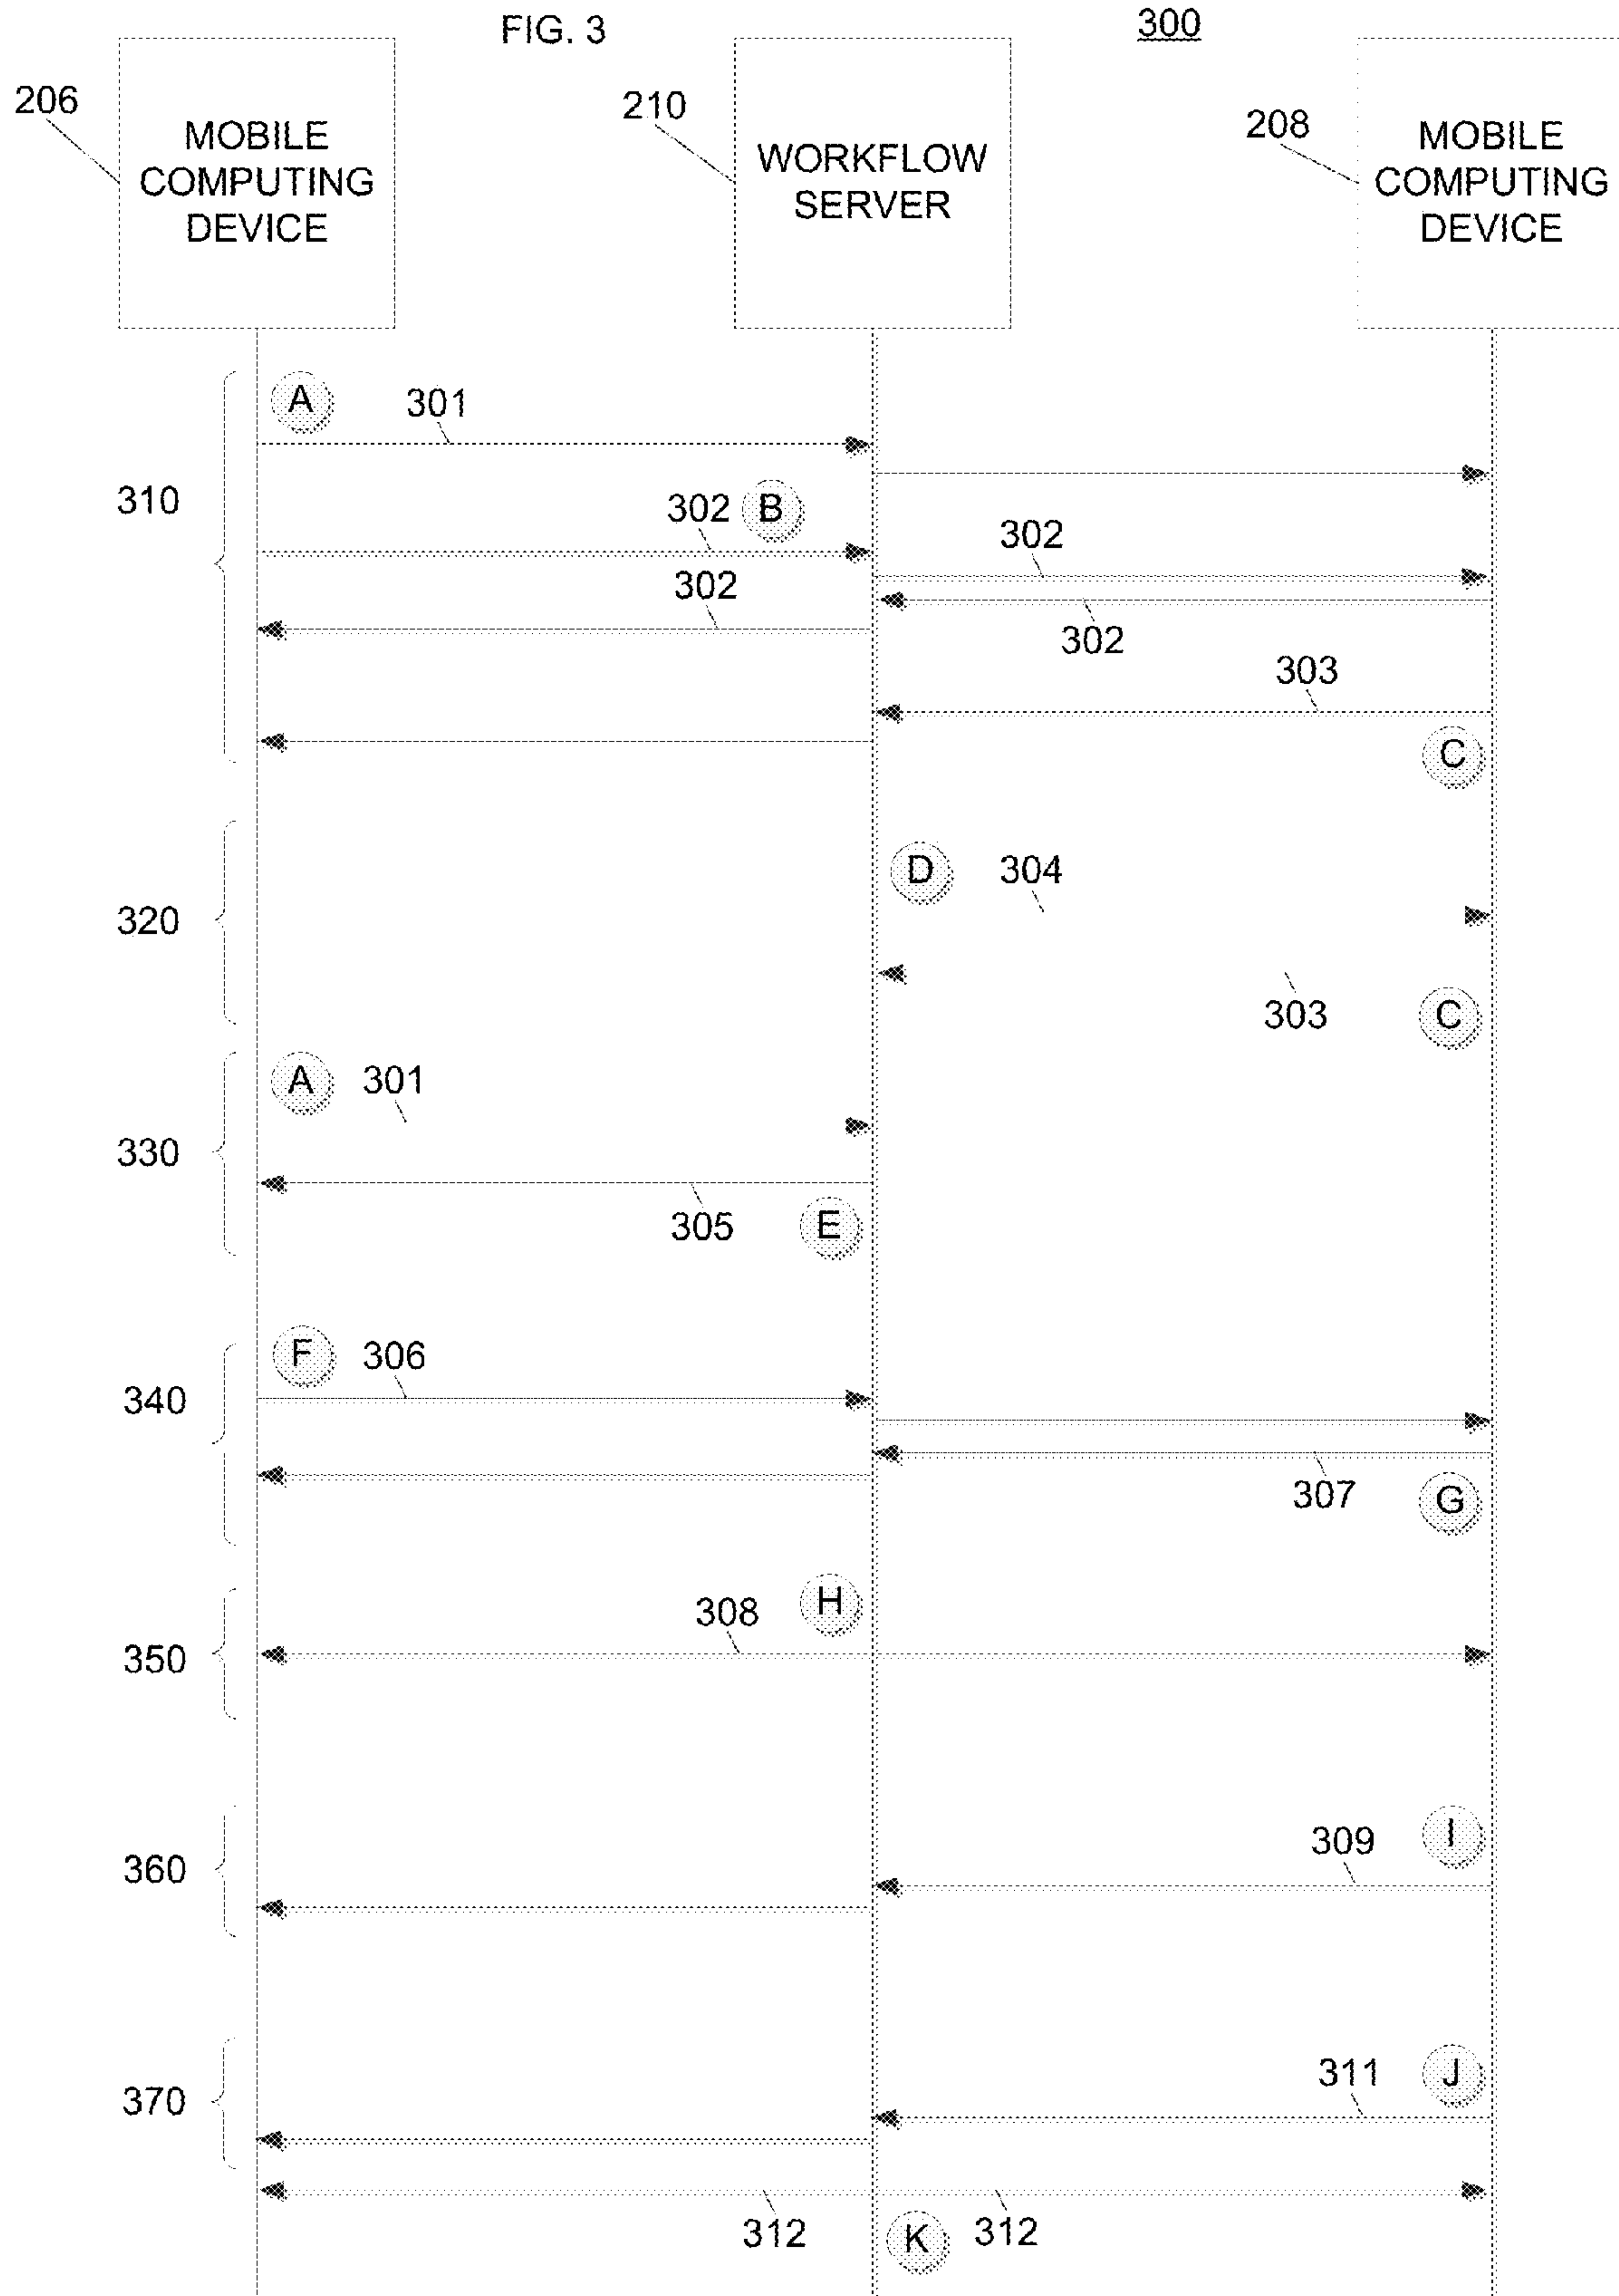 FIG. 3
300
206
MOBILE
COMPUTING
DEVICE
210
WORKFLOW
SERVER
208
MOBILE
COMPUTING
DEVICE
310
A
301
302
B
302
302
302
303
C
320
D
304
303
C
330
A
301
305
E
340
F
306
307
G
350
308
H
360
309
I
370
311
J
312
K
312